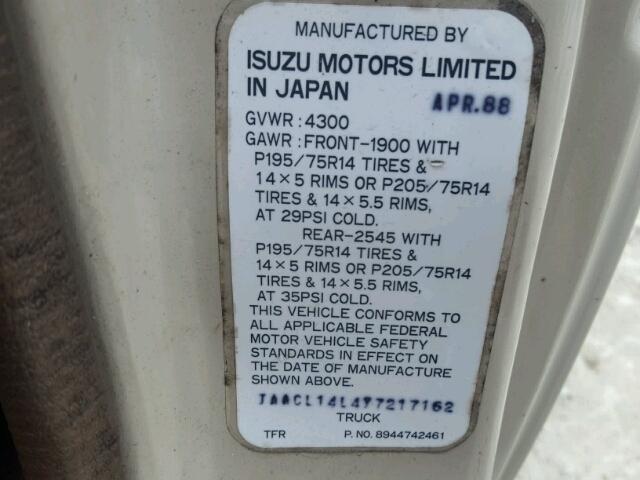 MANUFACTURED BY
ISUZU MOTORS LIMITED
IN JAPAN APR.88
GVWR : 4300
GAWR : FRONT-1900 WITH
P195/75R14 TIRES &
14 × 5 RIMS OR P205/75R14
TIRES & 14 × 5.5 RIMS,
AT 29PSI COLD.
REAR-2545 WITH
P195/75R14 TIRES &
14 × 5 RIMS OR P205/75R14
TIRES & 14 × 5.5 RIMS,
AT 35PSI COLD.
THIS VEHICLE CONFORMS TO
ALL APPLICABLE FEDERAL
MOTOR VEHICLE SAFETY
STANDARDS IN EFFECT ON
THE DATE OF MANUFACTURE
SHOWN ABOVE.
JAACL14L4Y7217162
TRUCK
TFR P. NO. 8944742461